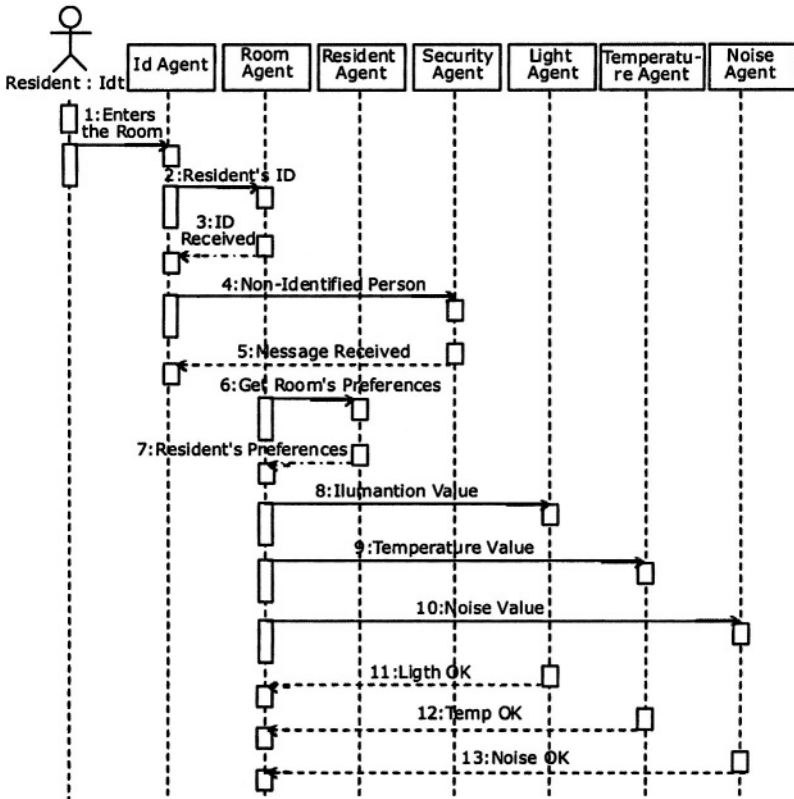 Resident : Idt
Id Agent
Room
Agent
Resident
Agent
Security
Agent
Light
Agent
Temperatu-
re Agent
Noise
Agent
1:Enters
the Room
2:Resident's ID
3:ID
Received
4:Non-Identified Person
5:Message Received
6:Get Room's Preferences
7:Resident's Preferences
8:Ilumantion Value
9:Temperature Value
10:Noise Value
11:Ligth OK
12:Temp OK
13:Noise OK